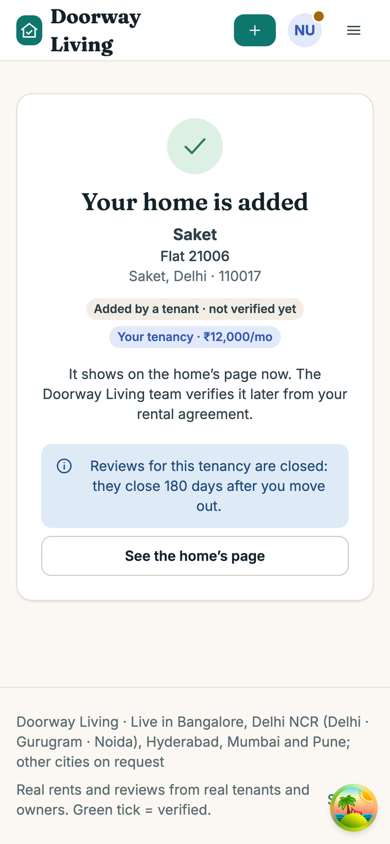 Doorway
Living
NU
Your home is added
Saket
Flat 21006
Saket, Delhi · 110017
Added by a tenant · not verified yet
Your tenancy · ₹12,000/mo
It shows on the home’s page now. The
Doorway Living team verifies it later from your
rental agreement.
Reviews for this tenancy are closed:
they close 180 days after you move
out.
See the home’s page
Doorway Living · Live in Bangalore, Delhi NCR (Delhi ·
Gurugram · Noida), Hyderabad, Mumbai and Pune;
other cities on request
Real rents and reviews from real tenants and
owners. Green tick = verified.